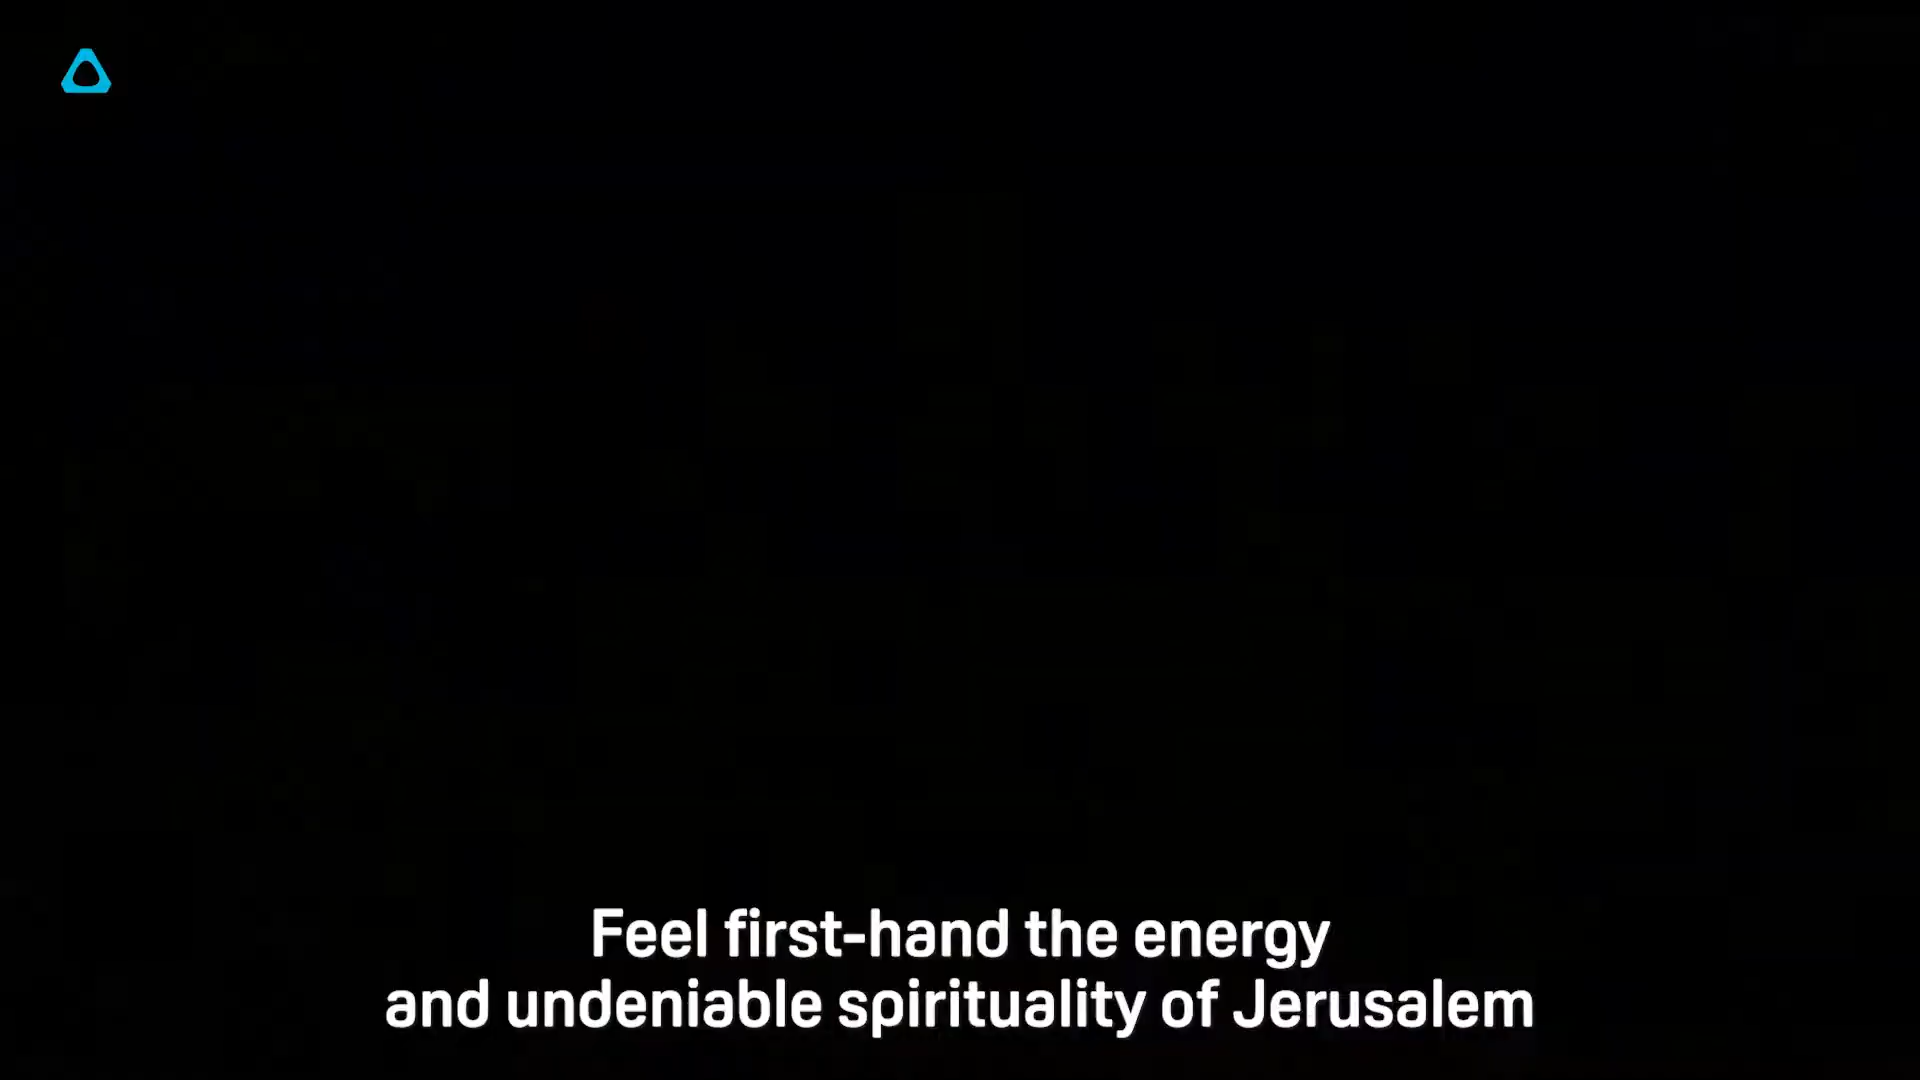 Feel first-hand the energy
and undeniable spirituality of Jerusalem